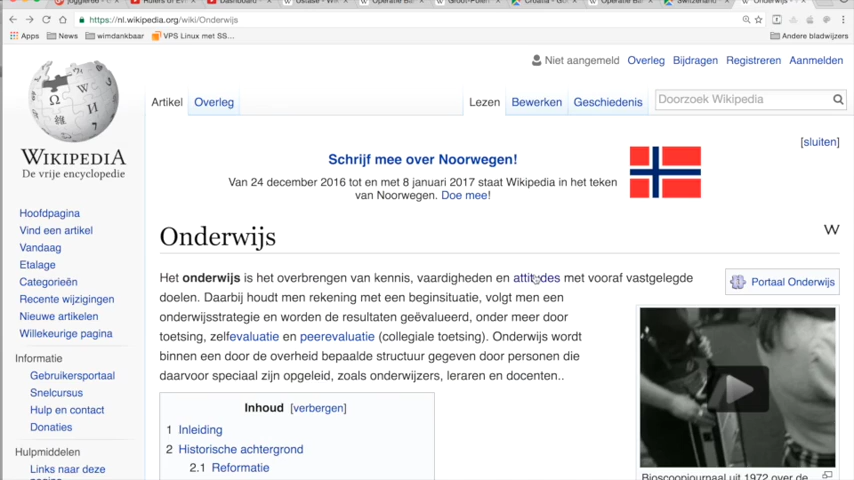 Dashboard
https://nl.wikipedia.org/wiki/Onderwijs
Apps News wimdankbaar VPS Linux met SS... Andere bladwijzers
Niet aangemeld Overleg Bijdragen Registreren Aanmelden
Artikel Overleg Lezen Bewerken Geschiedenis Doorzoek Wikipedia
WIKIPEDIA
De vrije encyclopedie
[sluiten]
Schrijf mee over Noorwegen!
Van 24 december 2016 tot en met 8 januari 2017 staat Wikipedia in het teken
van Noorwegen. Doe mee!
Hoofdpagina
Vind een artikel
Vandaag
Etalage
Categorieën
Recente wijzigingen
Nieuwe artikelen
Willekeurige pagina
Informatie
Gebruikersportaal
Snelcursus
Hulp en contact
Donaties
Hulpmiddelen
Links naar deze
Onderwijs
W
Het onderwijs is het overbrengen van kennis, vaardigheden en attitudes met vooraf vastgelegde
doelen. Daarbij houdt men rekening met een beginsituatie, volgt men een
onderwijsstrategie en worden de resultaten geëvalueerd, onder meer door
toetsing, zelfevaluatie en peerevaluatie (collegiale toetsing). Onderwijs wordt
binnen een door de overheid bepaalde structuur gegeven door personen die
daarvoor speciaal zijn opgeleid, zoals onderwijzers, leraren en docenten..
Portaal Onderwijs
Inhoud [verbergen]
1 Inleiding
2 Historische achtergrond
2.1 Reformatie
Bioscoopjournaal uit 1972 over de